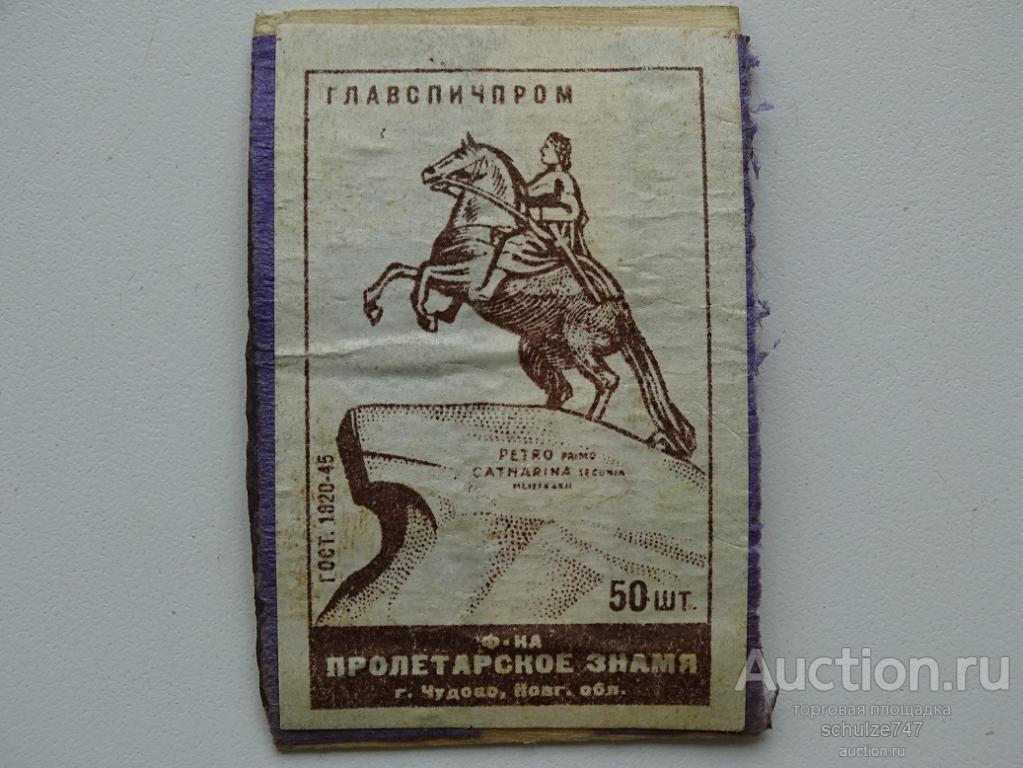 ГЛАВСПИЧПРОМ
PETRO PRIMO
CATHARINA SECUNDA
ГОСТ. 1820-45
50 ШТ.
Ф-КА
ПРОЛЕТАРСКОЕ ЗНАМЯ
г. Чудово, Новг. обл.
Auction.ru
торговая площадка
schulze747
auction.ru